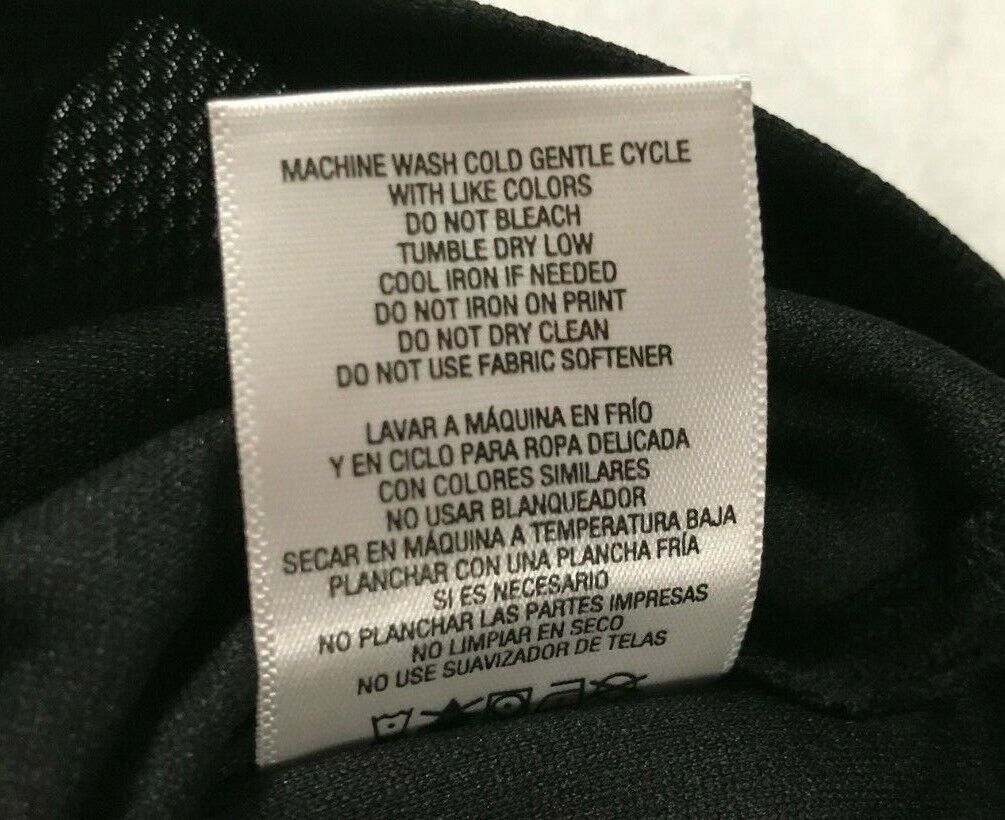 MACHINE WASH COLD GENTLE CYCLE
WITH LIKE COLORS
DO NOT BLEACH
TUMBLE DRY LOW
COOL IRON IF NEEDED
DO NOT IRON ON PRINT
DO NOT DRY CLEAN
DO NOT USE FABRIC SOFTENER
LAVAR A MÁQUINA EN FRÍO
Y EN CICLO PARA ROPA DELICADA
CON COLORES SIMILARES
NO USAR BLANQUEADOR
SECAR EN MÁQUINA A TEMPERATURA BAJA
PLANCHAR CON UNA PLANCHA FRÍA
SI ES NECESARIO
NO PLANCHAR LAS PARTES IMPRESAS
NO LIMPIAR EN SECO
NO USE SUAVIZADOR DE TELAS